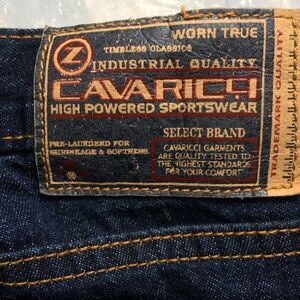 WORN TRUE
TIMELESS CLASSICS
Z
INDUSTRIAL QUALITY
CAVARICCI
HIGH POWERED SPORTSWEAR
SELECT BRAND
PRE-LAUNDERD FOR
SHRINKAGE & SOFTNESS.
CAVARICCI GARMENTS
ARE QUALITY TESTED TO
THE HIGHEST STANDARDS
FOR YOUR COMFORT
®
TRADEMARK QUALITY